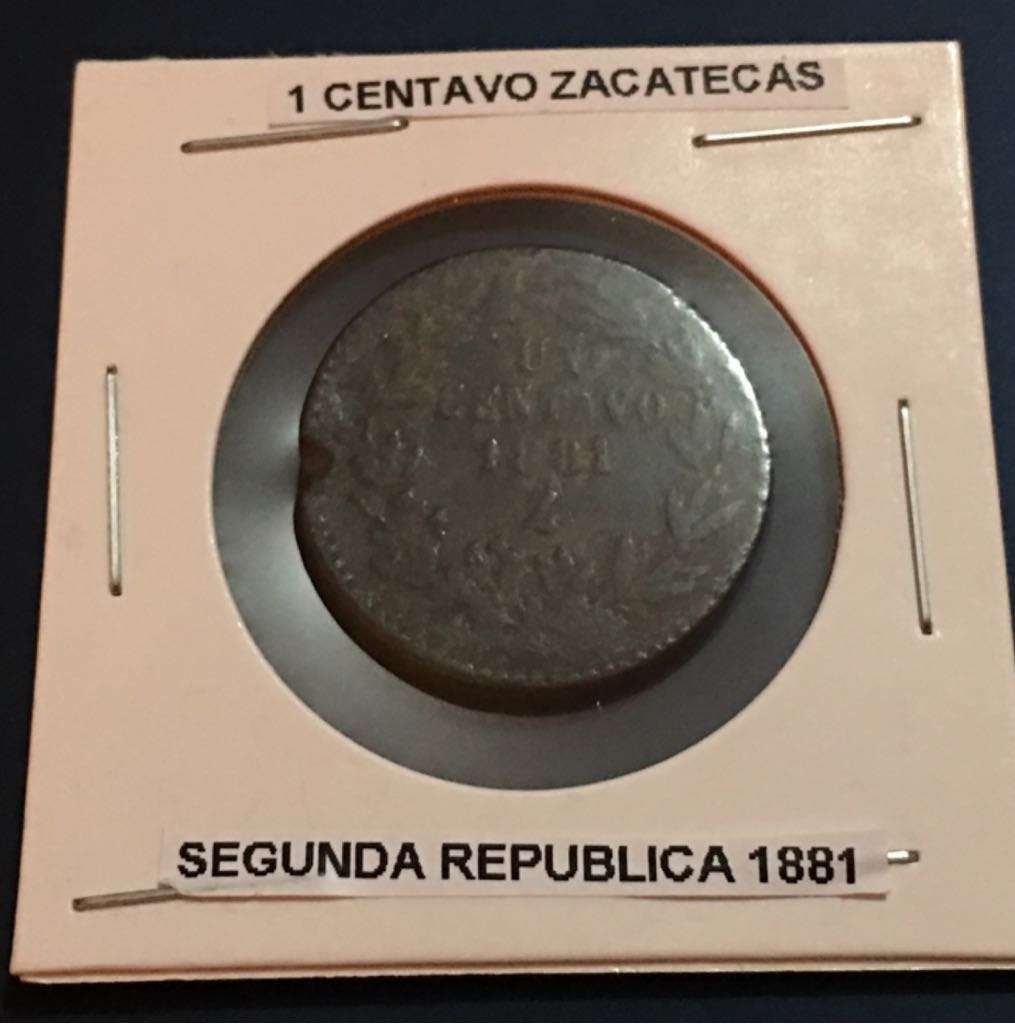 1 CENTAVO ZACATECAS
UN
CENTAVO
1881
SEGUNDA REPUBLICA 1881